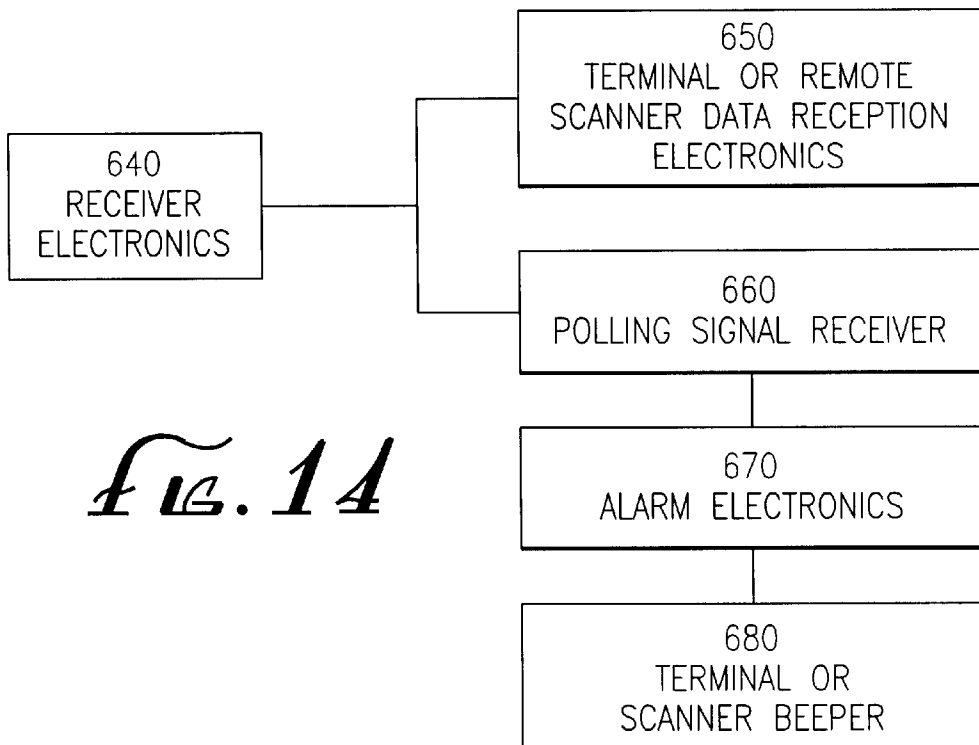 640
RECEIVER
ELECTRONICS
650
TERMINAL OR REMOTE
SCANNER DATA RECEPTION
ELECTRONICS
660
POLLING SIGNAL RECEIVER
670
ALARM ELECTRONICS
680
TERMINAL OR
SCANNER BEEPER
FIG. 14